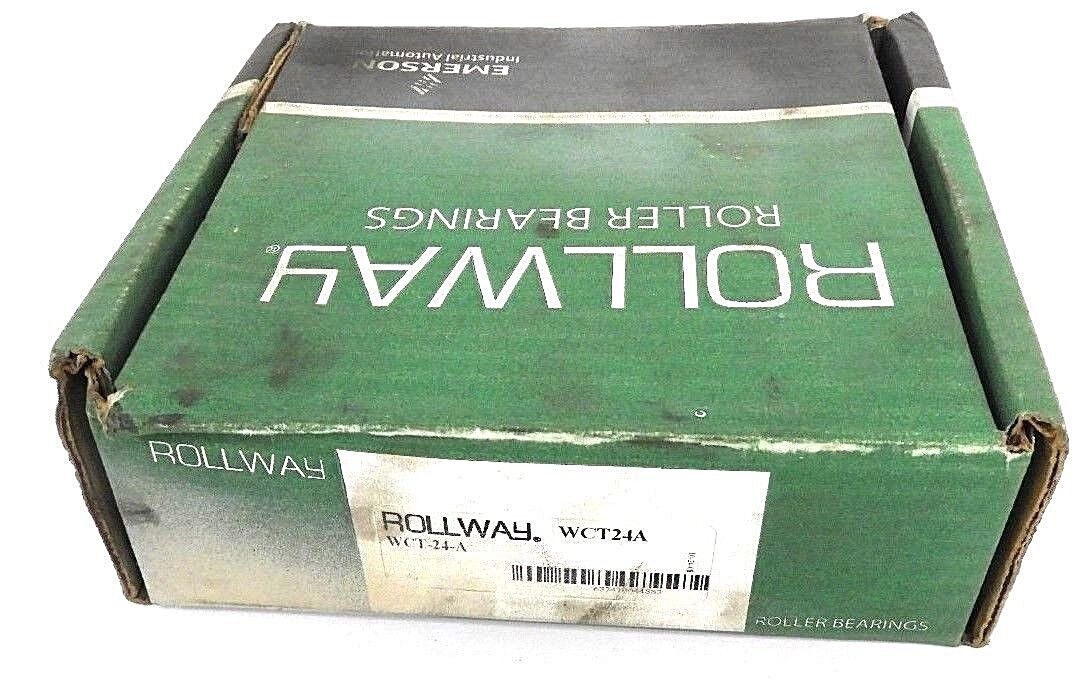 EMERSON
Industrial Automation
ROLLWAY®
ROLLER BEARINGS
ROLLWAY
ROLLWAY® WCT24A
WCT-24-A
ROLLER BEARINGS